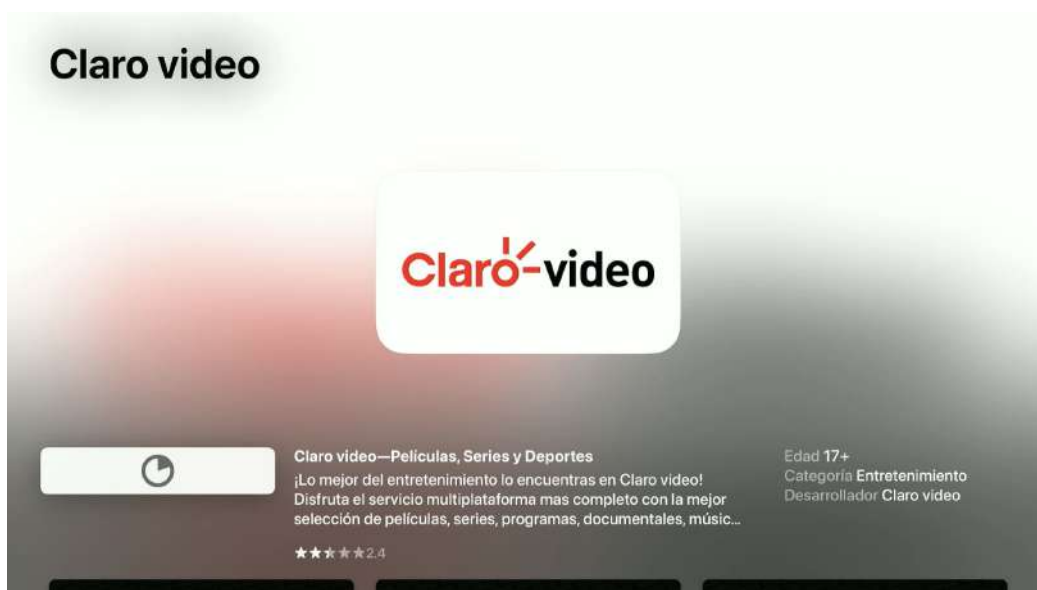 Claro video
Claro-video
Claro video—Películas, Series y Deportes
Edad 17+
¡Lo mejor del entretenimiento lo encuentras en Claro video!
Categoría Entretenimiento
Disfruta el servicio multiplataforma mas completo con la mejor
Desarrollador Claro video
selección de películas, series, programas, documentales, músic...
2.4